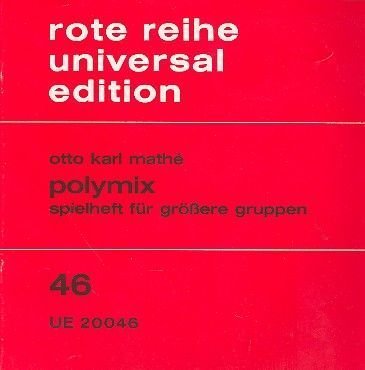 rote reihe
universal
edition
otto karl mathé
polymix
spielheft für größere gruppen
46
UE 20046